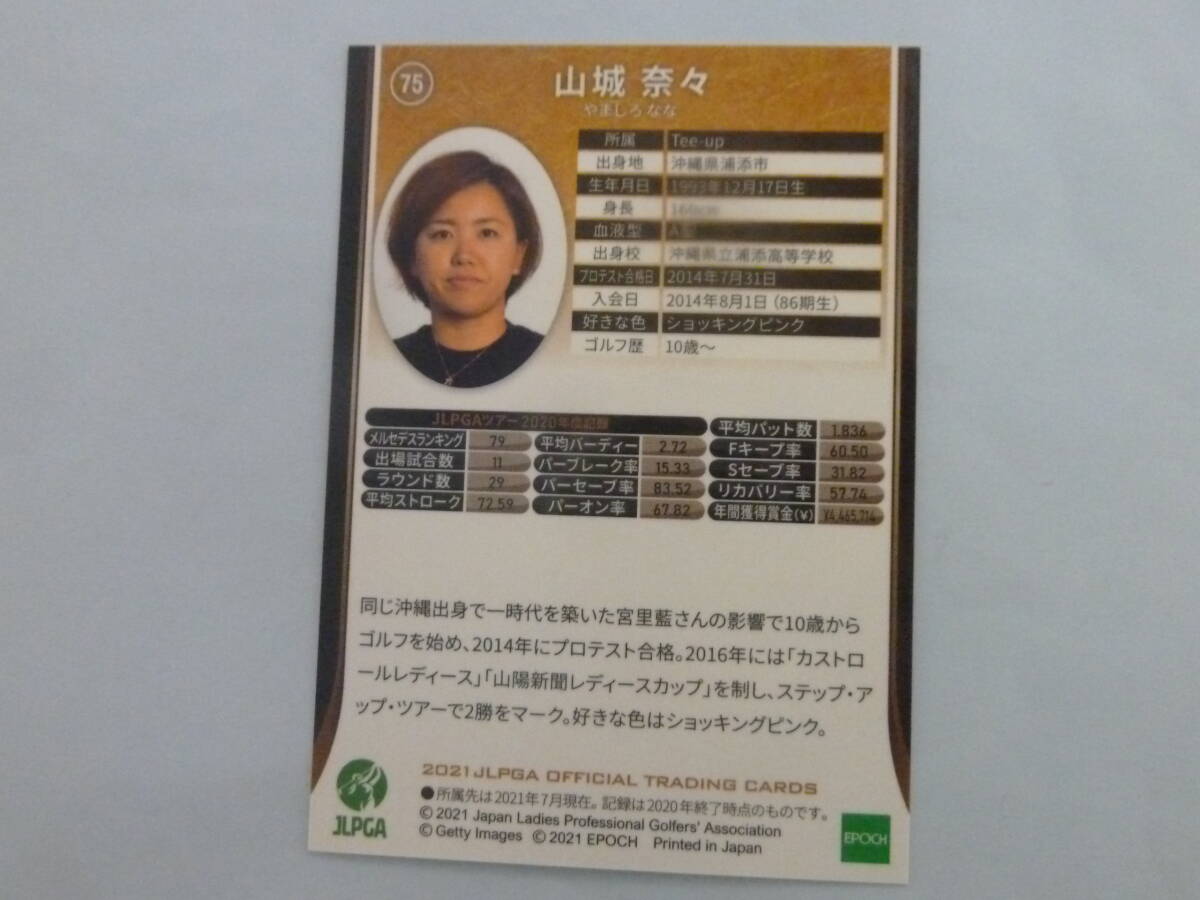 75
山城 奈々
やましろ なな
所属 Tee-up
出身地 沖縄県浦添市
生年月日 1993年12月17日生
身長
血液型
出身校 沖縄県立浦添高等学校
プロテスト合格日 2014年7月31日
入会日 2014年8月1日（86期生）
好きな色 ショッキングピンク
ゴルフ歴 10歳〜
JLPGAツアー2020年度記録
メルセデスランキング 79
出場試合数 11
ラウンド数 29
平均ストローク 72.59
平均バーディー 2.72
パーブレーク率 15.33
パーセーブ率 83.52
パーオン率 67.82
平均パット数 1.836
Fキープ率 60.50
Sセーブ率 31.82
リカバリー率 57.74
年間獲得賞金(¥) ¥4,465,714
同じ沖縄出身で一時代を築いた宮里藍さんの影響で10歳から
ゴルフを始め、2014年にプロテスト合格。2016年には「カストロ
ールレディース」「山陽新聞レディースカップ」を制し、ステップ・ア
ップ・ツアーで2勝をマーク。好きな色はショッキングピンク。
2021 JLPGA OFFICIAL TRADING CARDS
●所属先は2021年7月現在。記録は2020年終了時点のものです。
© 2021 Japan Ladies Professional Golfers' Association
© Getty Images © 2021 EPOCH Printed in Japan
JLPGA
EPOCH